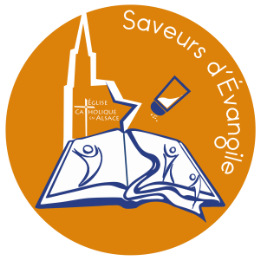 Saveurs d'Évangile
ÉGLISE
CATHOLIQUE
EN ALSACE